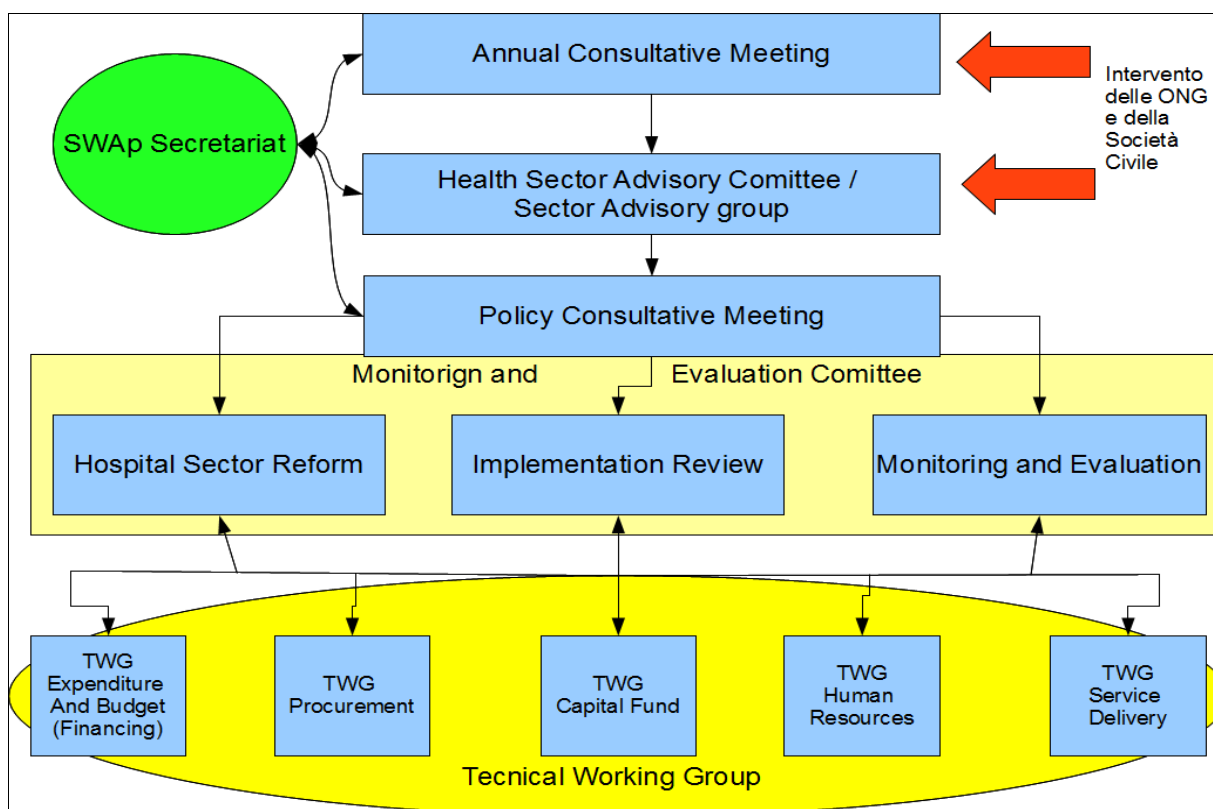 Annual Consultative Meeting
Intervento
delle ONG
e della
Società
Civile
SWAp Secretariat
Health Sector Advisory Comittee /
Sector Advisory group
Policy Consultative Meeting
Monitorign and Evaluation Comittee
Hospital Sector Reform
Implementation Review
Monitoring and Evaluation
TWG
Expenditure
And Budget
(Financing)
TWG
Procurement
TWG
Capital Fund
TWG
Human
Resources
TWG
Service
Delivery
Tecnical Working Group